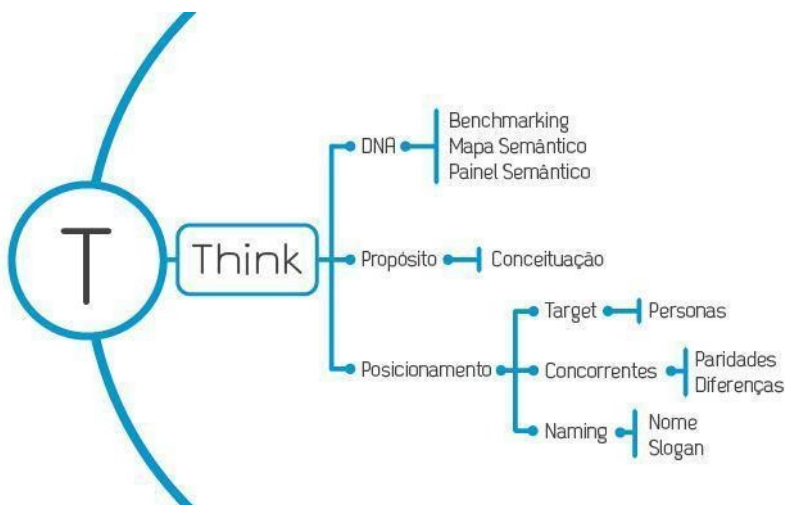 T
Think
DNA
Benchmarking
Mapa Semântico
Painel Semântico
Propósito
Conceituação
Posicionamento
Target
Personas
Concorrentes
Paridades
Diferenças
Naming
Nome
Slogan